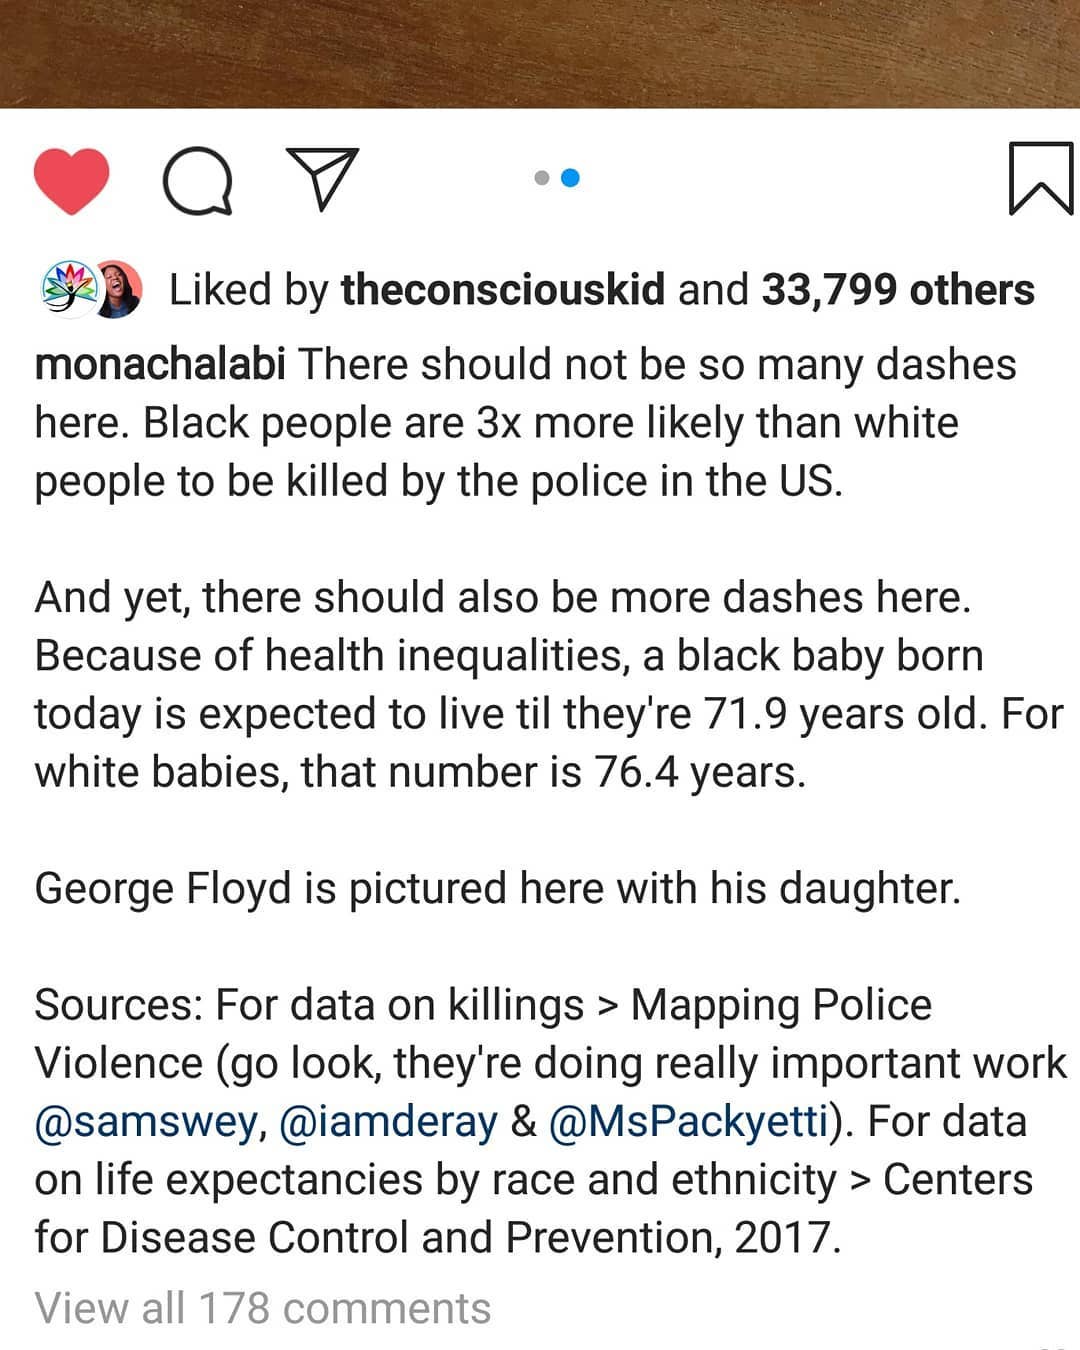 Liked by theconsciouskid and 33,799 others
monachalabi There should not be so many dashes
here. Black people are 3x more likely than white
people to be killed by the police in the US.
And yet, there should also be more dashes here.
Because of health inequalities, a black baby born
today is expected to live til they're 71.9 years old. For
white babies, that number is 76.4 years.
George Floyd is pictured here with his daughter.
Sources: For data on killings > Mapping Police
Violence (go look, they're doing really important work
@samswey, @iamderay & @MsPackyetti). For data
on life expectancies by race and ethnicity > Centers
for Disease Control and Prevention, 2017.
View all 178 comments